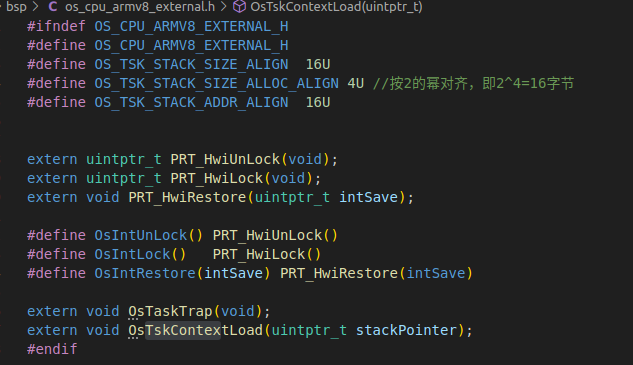 bsp > C os_cpu_armv8_external.h > OsTskContextLoad(uintptr_t)
#ifndef OS_CPU_ARMV8_EXTERNAL_H
#define OS_CPU_ARMV8_EXTERNAL_H
#define OS_TSK_STACK_SIZE_ALIGN  16U
#define OS_TSK_STACK_SIZE_ALLOC_ALIGN 4U //按2的幂对齐，即2^4=16字节
#define OS_TSK_STACK_ADDR_ALIGN  16U
extern uintptr_t PRT_HwiUnLock(void);
extern uintptr_t PRT_HwiLock(void);
extern void PRT_HwiRestore(uintptr_t intSave);
#define OsIntUnLock() PRT_HwiUnLock()
#define OsIntLock()   PRT_HwiLock()
#define OsIntRestore(intSave) PRT_HwiRestore(intSave)
extern void OsTaskTrap(void);
extern void OsTskContextLoad(uintptr_t stackPointer);
#endif